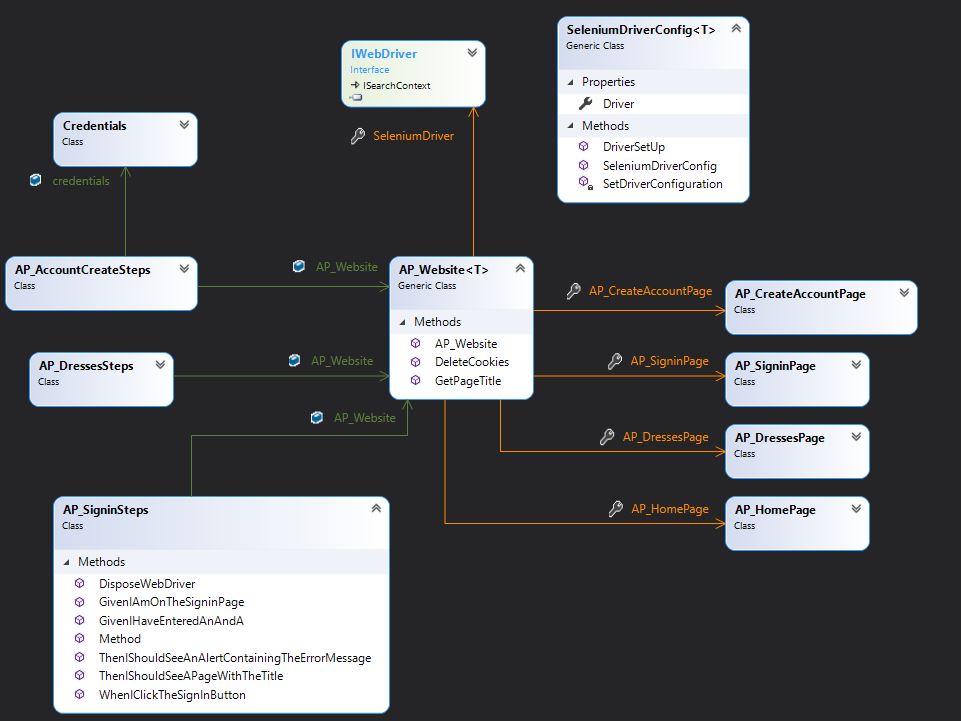 SeleniumDriverConfig<T>
Generic Class
Properties
Driver
Methods
DriverSetUp
SeleniumDriverConfig
SetDriverConfiguration
IWebDriver
Interface
ISearchContext
SeleniumDriver
Credentials
Class
credentials
AP_AccountCreateSteps
Class
AP_Website
AP_Website<T>
Generic Class
Methods
AP_Website
DeleteCookies
GetPageTitle
AP_CreateAccountPage
AP_CreateAccountPage
Class
AP_DressesSteps
Class
AP_Website
AP_SigninPage
AP_SigninPage
Class
AP_Website
AP_DressesPage
AP_DressesPage
Class
AP_HomePage
AP_HomePage
Class
AP_SigninSteps
Class
Methods
DisposeWebDriver
GivenIAmOnTheSigninPage
GivenIHaveEnteredAnAndA
Method
ThenIShouldSeeAnAlertContainingTheErrorMessage
ThenIShouldSeeAPageWithTheTitle
WhenIClickTheSignInButton